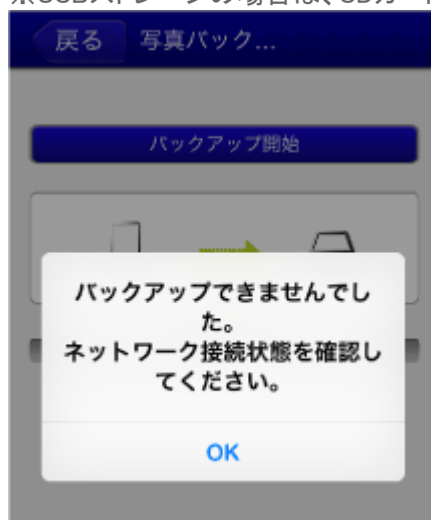 戻る 写真バック...
バックアップ開始
バックアップできませんでし
た。
ネットワーク接続状態を確認し
てください。
OK